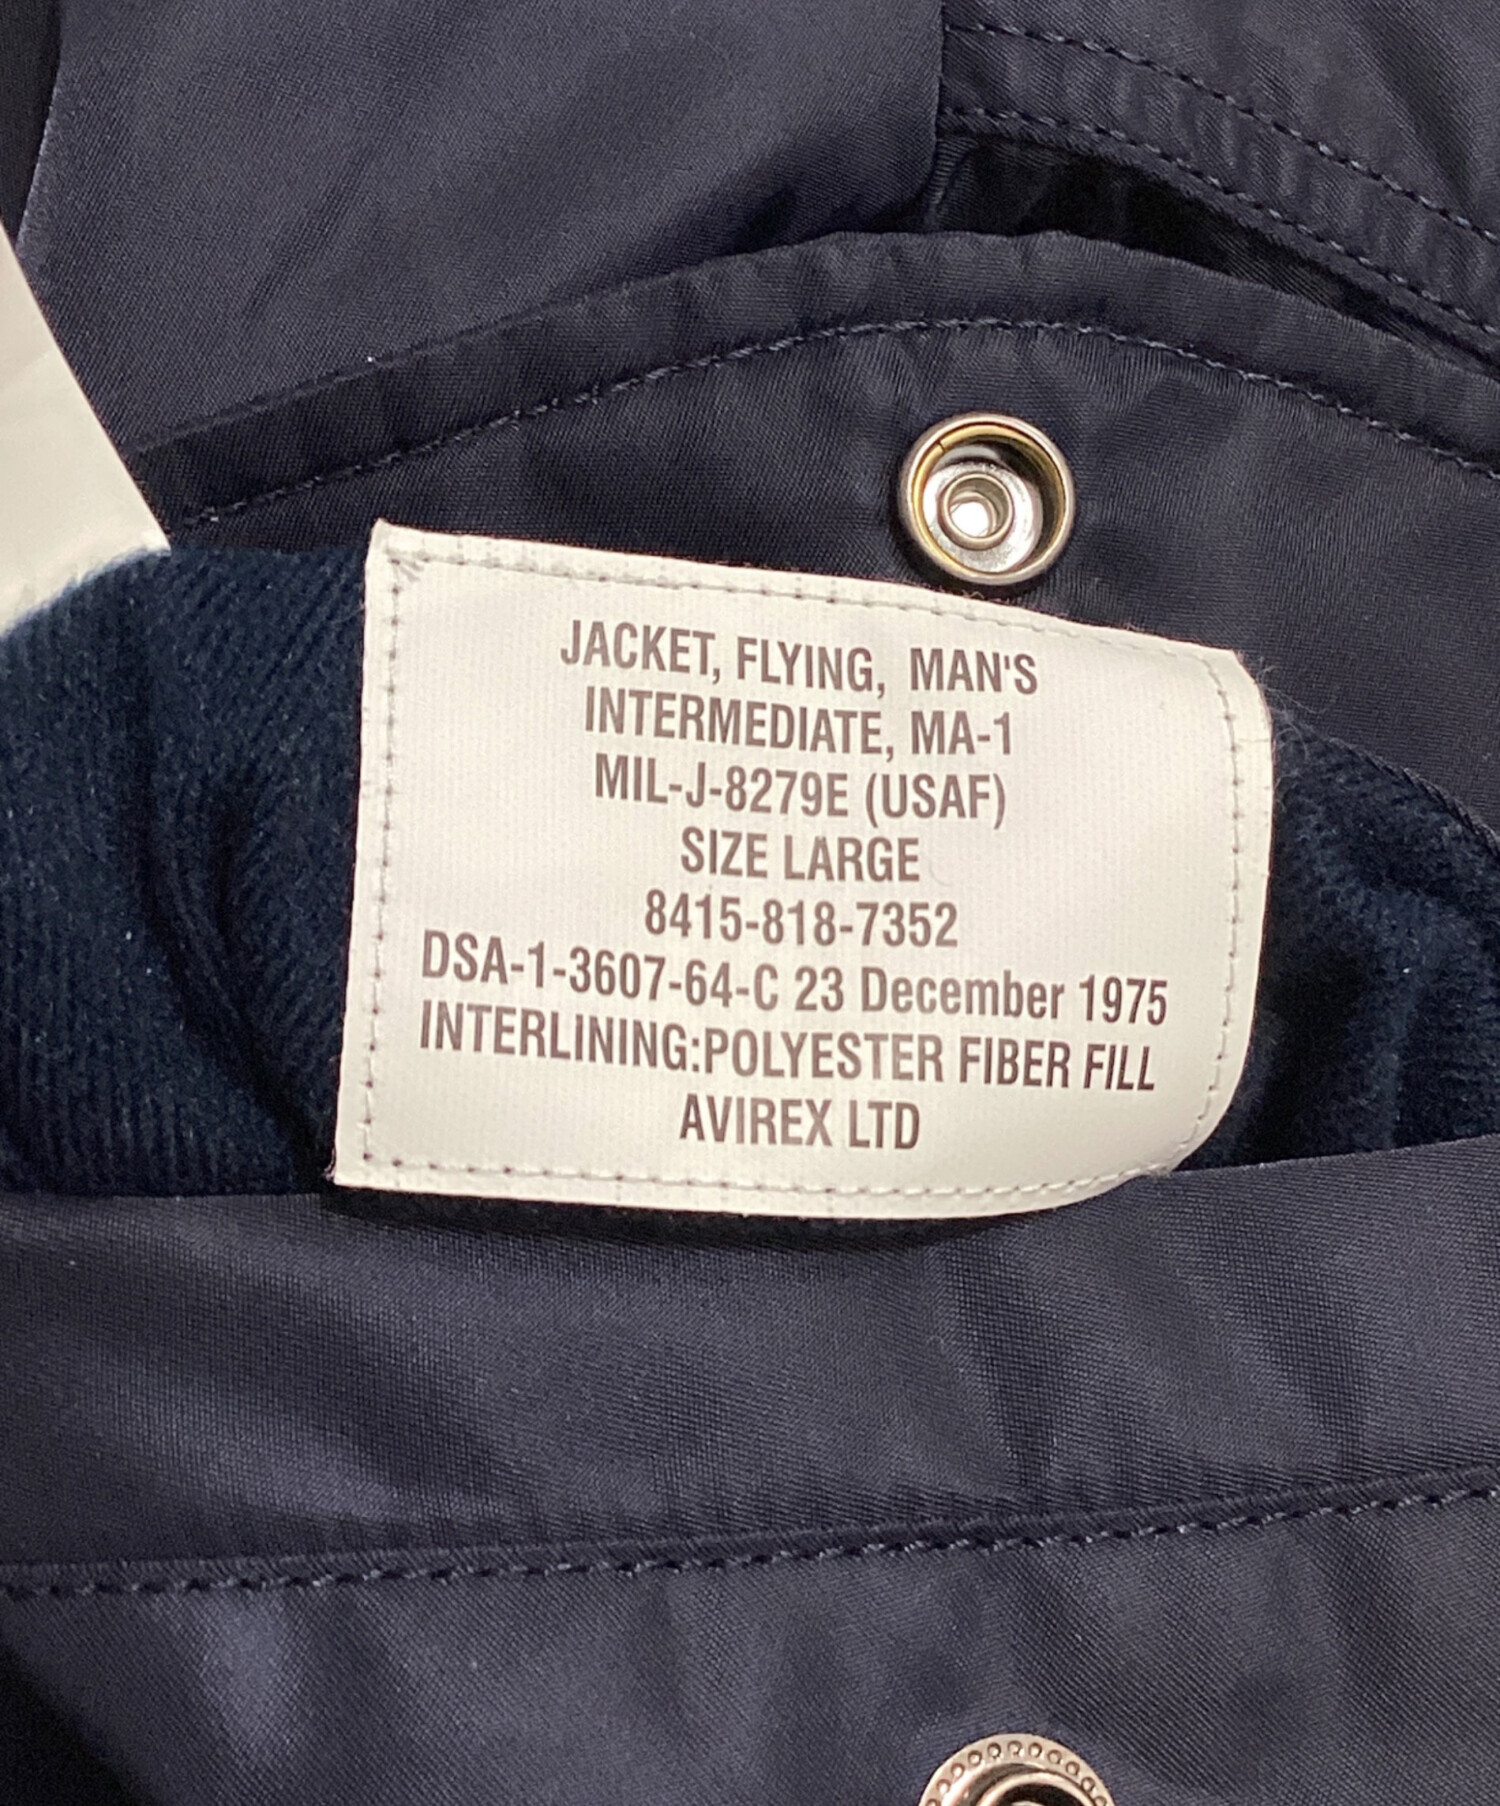 JACKET, FLYING, MAN'S
INTERMEDIATE, MA-1
MIL-J-8279E (USAF)
SIZE LARGE
8415-818-7352
DSA-1-3607-64-C 23 December 1975
INTERLINING:POLYESTER FIBER FILL
AVIREX LTD